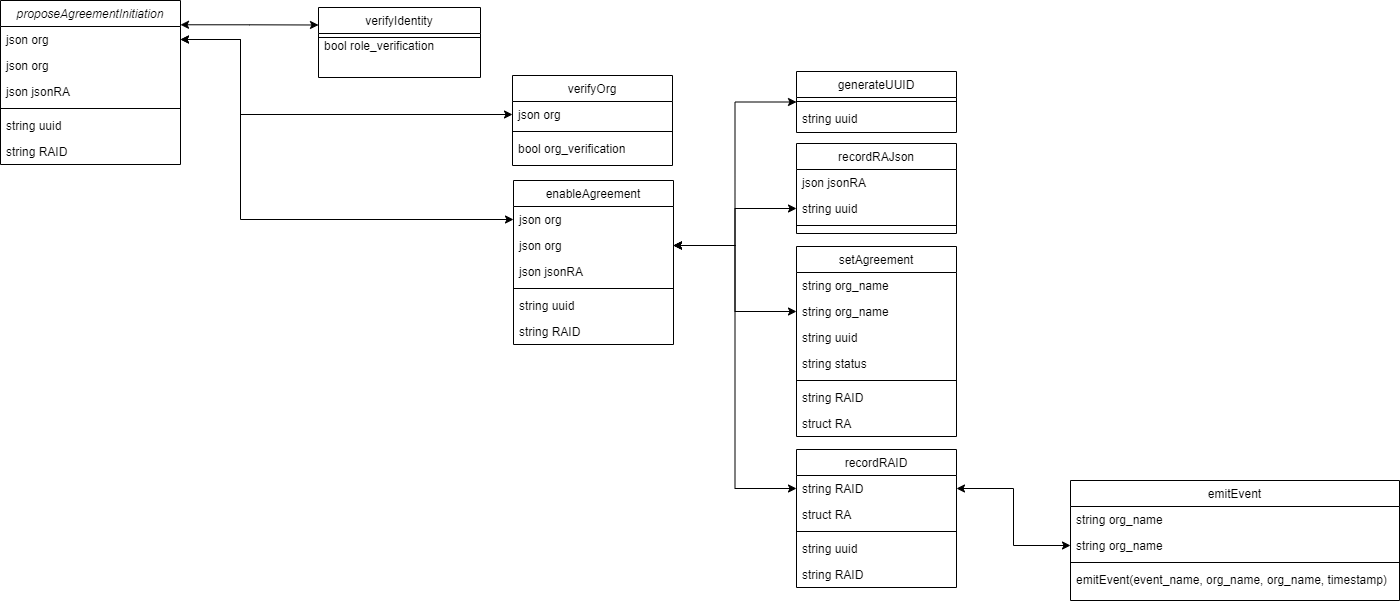 proposeAgreementInitiation
json org
json org
json jsonRA
string uuid
string RAID
verifyIdentity
bool role_verification
verifyOrg
json org
bool org_verification
enableAgreement
json org
json org
json jsonRA
string uuid
string RAID
generateUUID
string uuid
recordRAJson
json jsonRA
string uuid
setAgreement
string org_name
string org_name
string uuid
string status
string RAID
struct RA
recordRAID
string RAID
struct RA
string uuid
string RAID
emitEvent
string org_name
string org_name
emitEvent(event_name, org_name, org_name, timestamp)